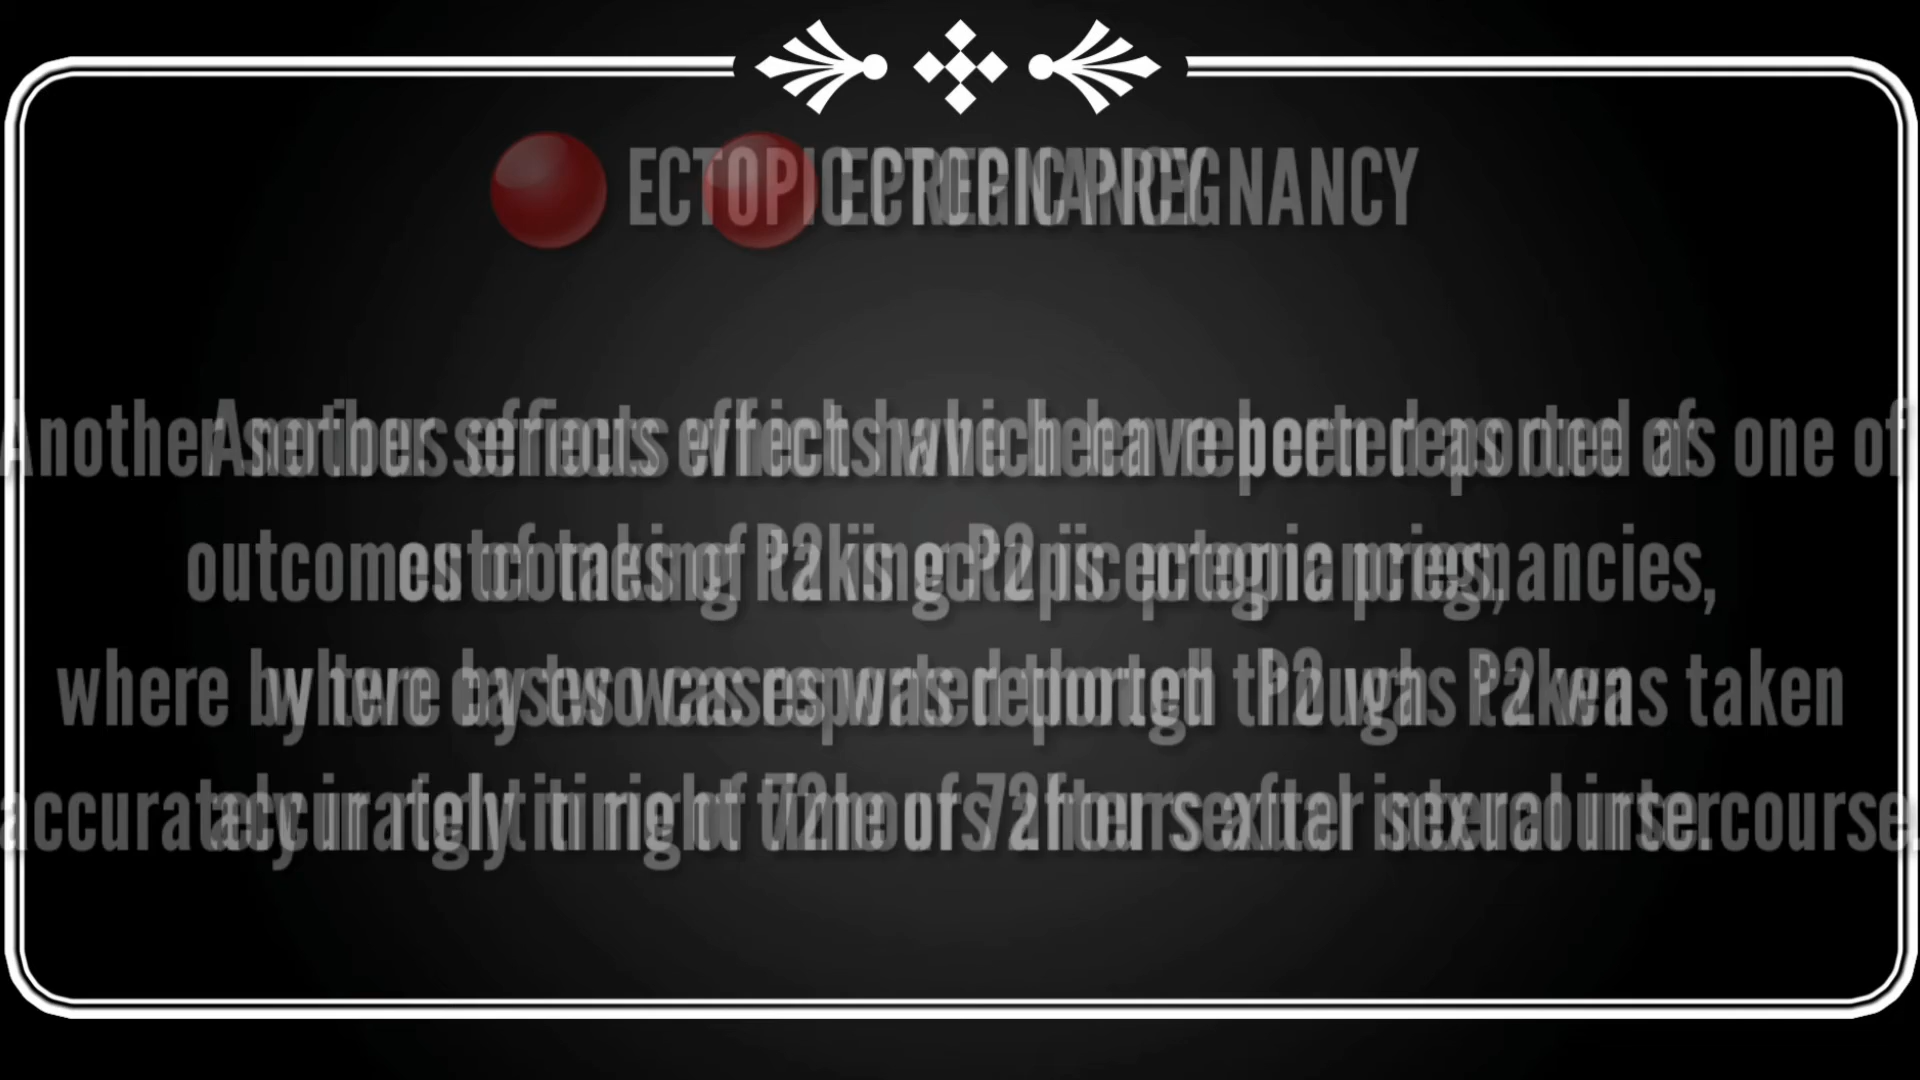 ECTOPIC PREGNANCY
Another serious effects which have been reported as one of
outcomes of taking P2 is ectopic pregnancies,
where by two cases was reported though P2 was taken
accurately in right time of 72hours after sexual intercourse.